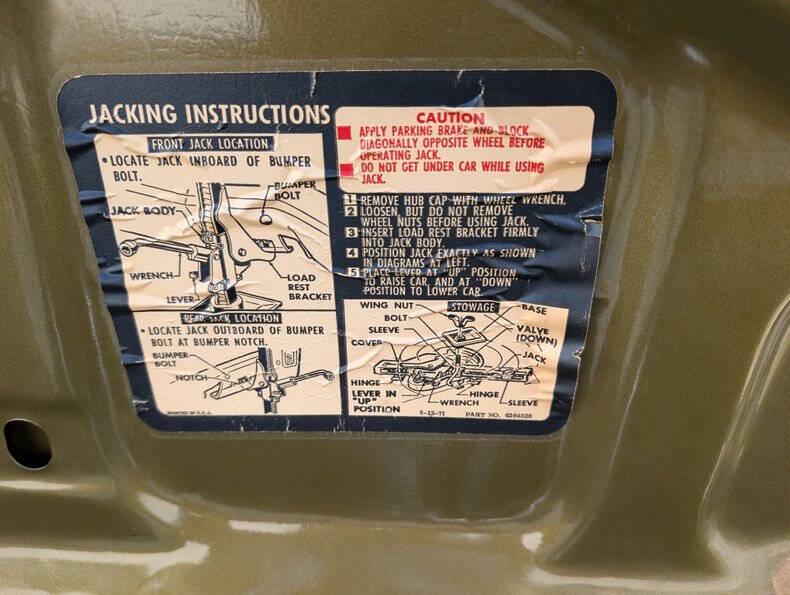 JACKING INSTRUCTIONS
FRONT JACK LOCATION
• LOCATE JACK INBOARD OF BUMPER
BOLT.
BUMPER
BOLT
JACK BODY
WRENCH
LEVER
LOAD
REST
BRACKET
REAR JACK LOCATION
• LOCATE JACK OUTBOARD OF BUMPER
BOLT AT BUMPER NOTCH.
BUMPER
BOLT
NOTCH
PRINTED IN U.S.A.
CAUTION
APPLY PARKING BRAKE AND BLOCK
DIAGONALLY OPPOSITE WHEEL BEFORE
OPERATING JACK.
DO NOT GET UNDER CAR WHILE USING
JACK.
1 REMOVE HUB CAP WITH WHEEL WRENCH.
2 LOOSEN, BUT DO NOT REMOVE
WHEEL NUTS BEFORE USING JACK.
3 INSERT LOAD REST BRACKET FIRMLY
INTO JACK BODY.
4 POSITION JACK EXACTLY AS SHOWN
IN DIAGRAMS AT LEFT.
5 PLACE LEVER AT "UP" POSITION
TO RAISE CAR, AND AT "DOWN"
POSITION TO LOWER CAR.
STOWAGE
WING NUT
BASE
BOLT
SLEEVE
VALVE
(DOWN)
COVER
JACK
HINGE
LEVER IN
"UP"
POSITION
HINGE
WRENCH
SLEEVE
5-12-71 PART NO.